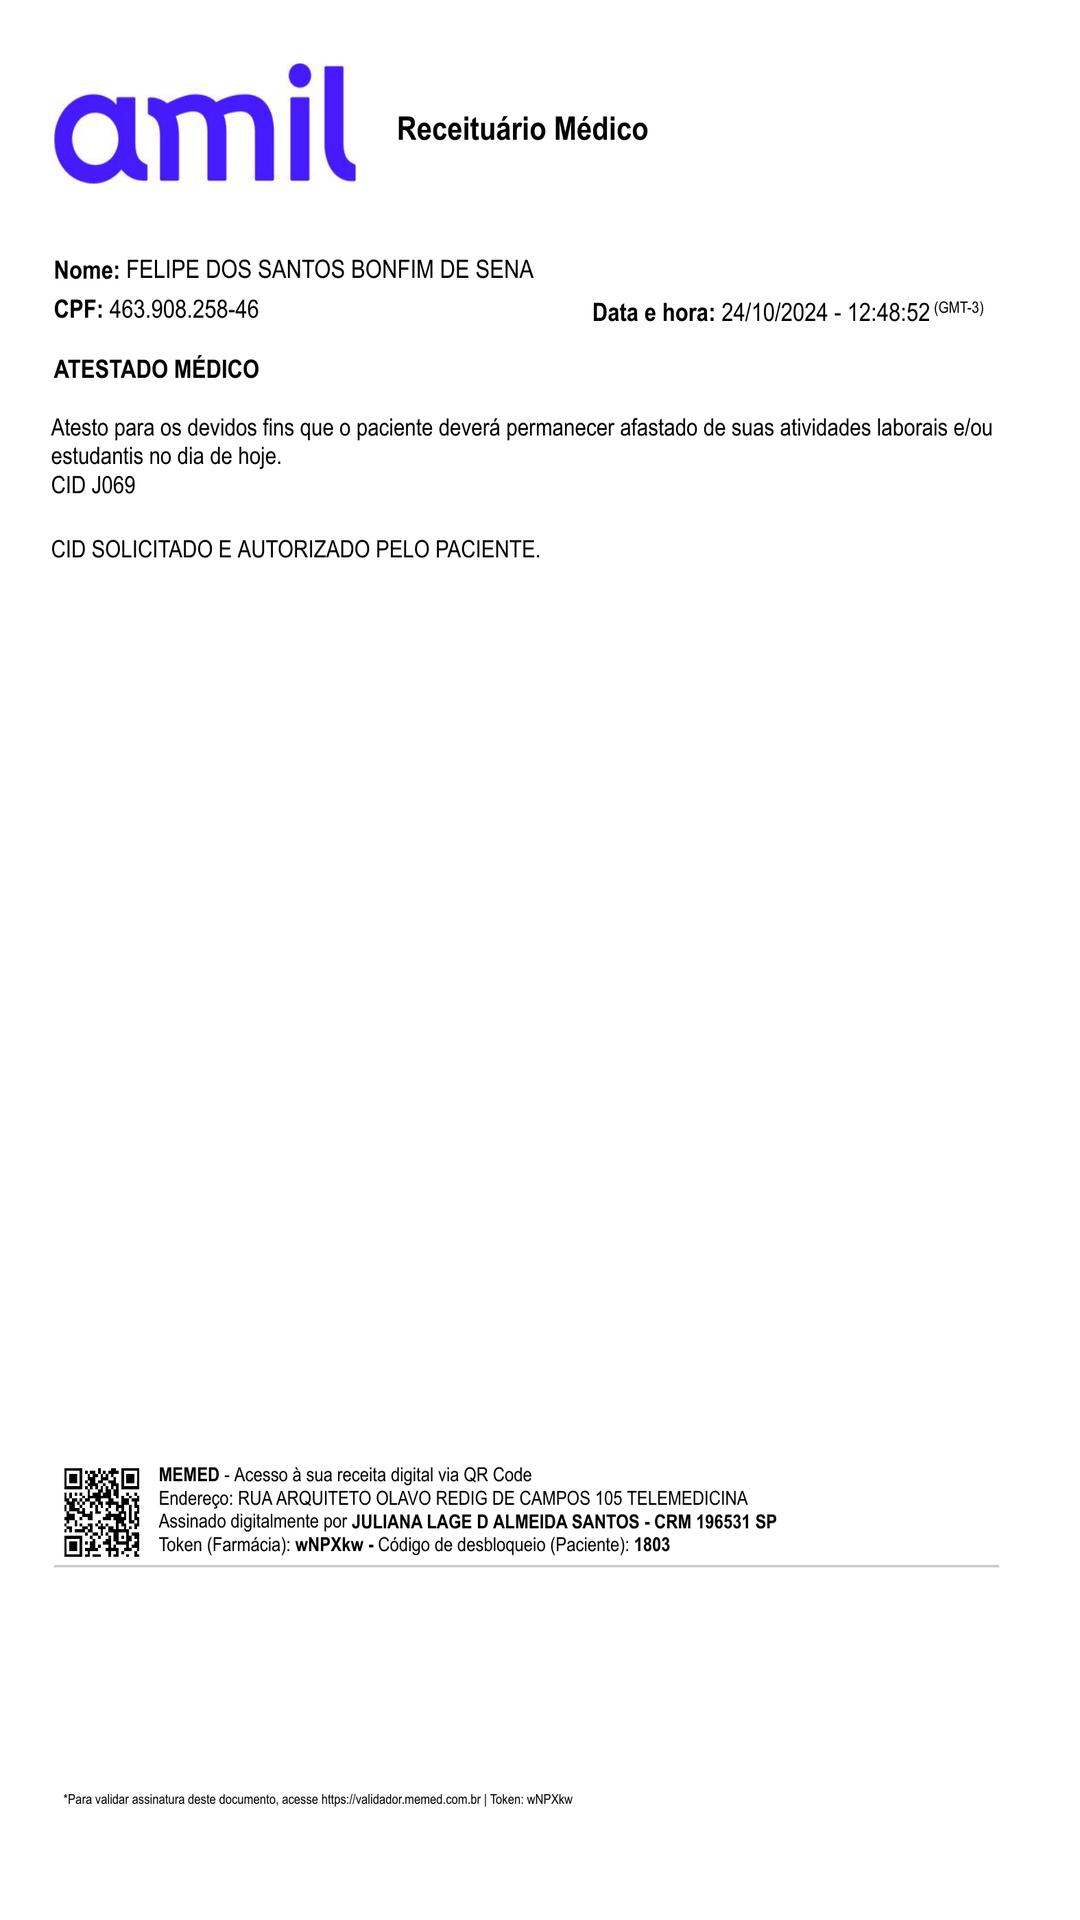 amil
Receituário Médico
Nome: FELIPE DOS SANTOS BONFIM DE SENA
CPF: 463.908.258-46
Data e hora: 24/10/2024 - 12:48:52 (GMT-3)
ATESTADO MÉDICO
Atesto para os devidos fins que o paciente deverá permanecer afastado de suas atividades laborais e/ou
estudantis no dia de hoje.
CID J069
CID SOLICITADO E AUTORIZADO PELO PACIENTE.
MEMED - Acesso à sua receita digital via QR Code
Endereço: RUA ARQUITETO OLAVO REDIG DE CAMPOS 105 TELEMEDICINA
Assinado digitalmente por JULIANA LAGE D ALMEIDA SANTOS - CRM 196531 SP
Token (Farmácia): wNPXkw - Código de desbloqueio (Paciente): 1803
*Para validar assinatura deste documento, acesse https://validador.memed.com.br | Token: wNPXkw